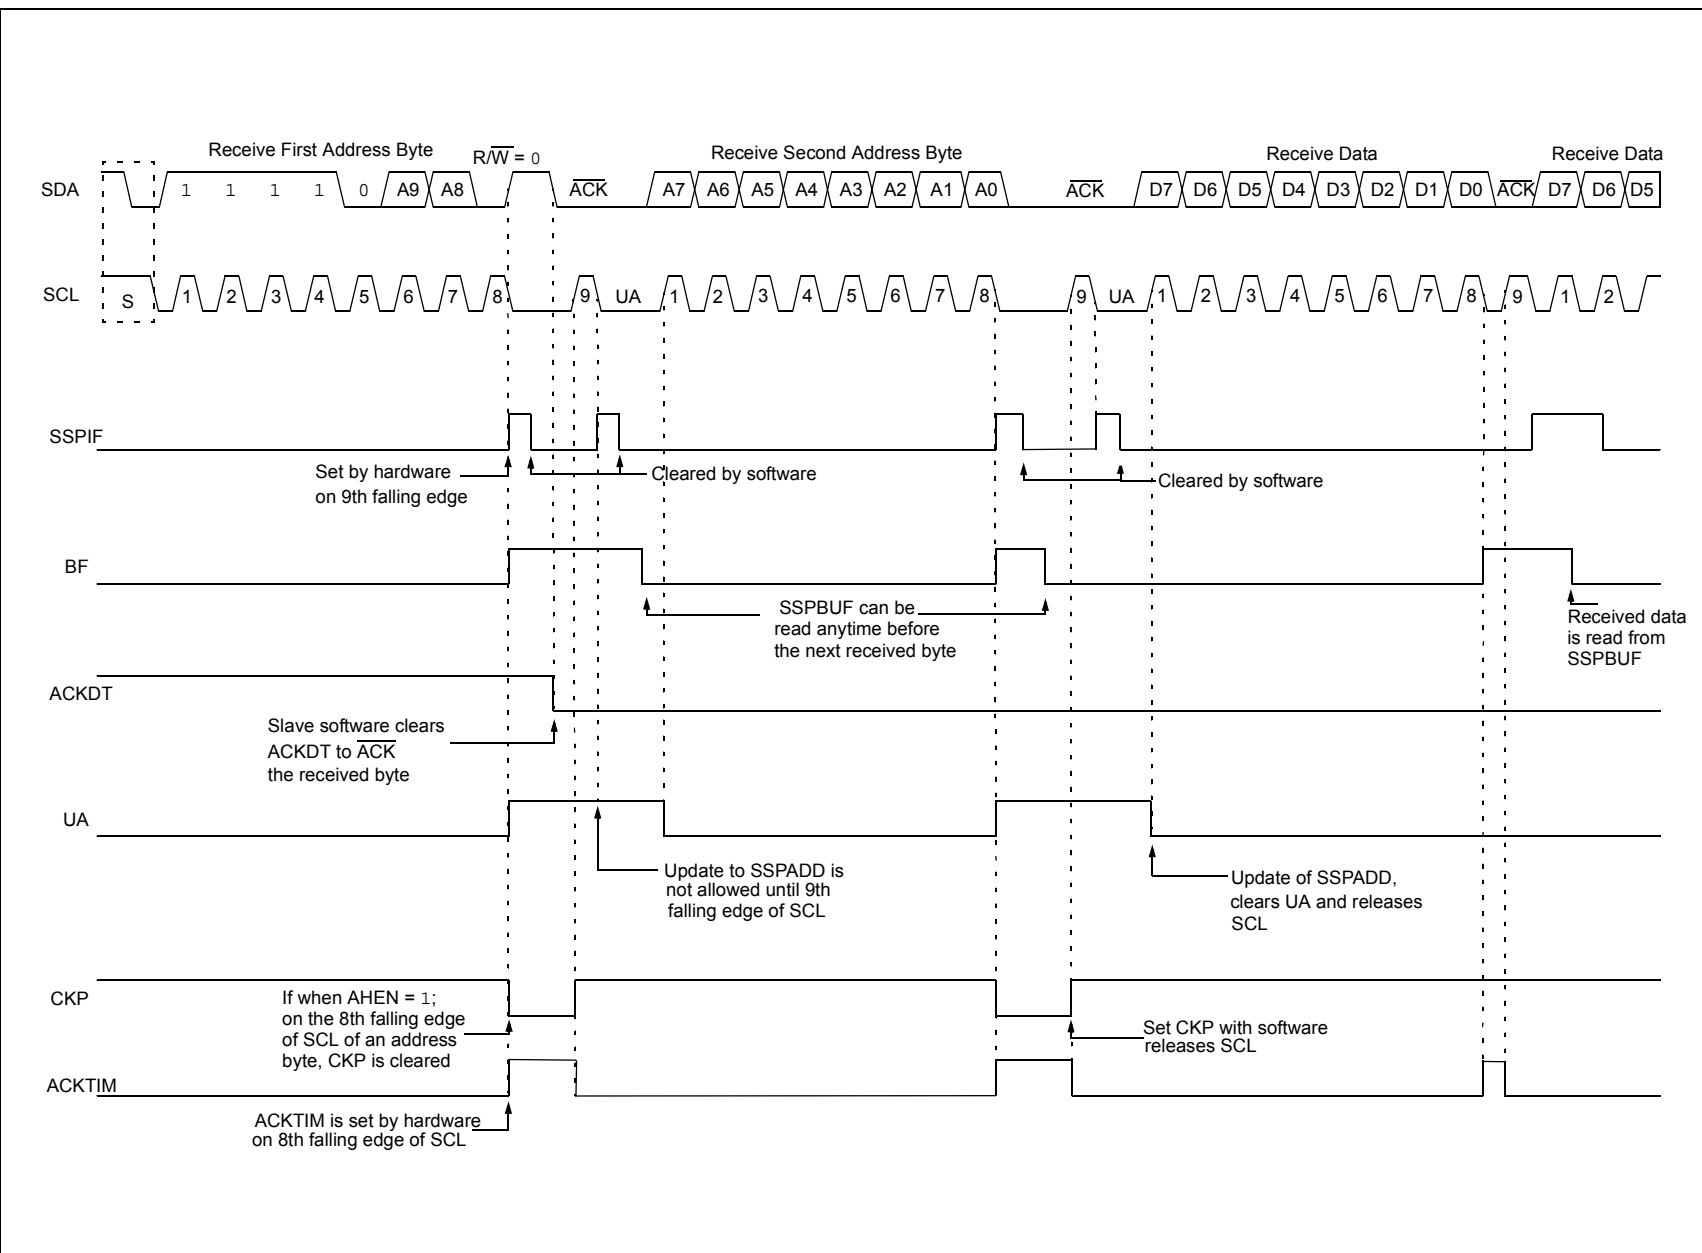 Receive First Address Byte
R/W = 0
Receive Second Address Byte
Receive Data
Receive Data
SDA
1 1 1 1 0 A9 A8
ACK
A7 A6 A5 A4 A3 A2 A1 A0
ACK
D7 D6 D5 D4 D3 D2 D1 D0
ACK
D7 D6 D5
SCL
S
1 2 3 4 5 6 7 8
9
UA
1 2 3 4 5 6 7 8
9
UA
1 2 3 4 5 6 7 8
9
1 2
SSPIF
Set by hardware
on 9th falling edge
Cleared by software
Cleared by software
BF
SSPBUF can be
read anytime before
the next received byte
Received data
is read from
SSPBUF
ACKDT
Slave software clears
ACKDT to ACK
the received byte
UA
Update to SSPADD is
not allowed until 9th
falling edge of SCL
Update of SSPADD,
clears UA and releases
SCL
CKP
If when AHEN = 1;
on the 8th falling edge
of SCL of an address
byte, CKP is cleared
Set CKP with software
releases SCL
ACKTIM
ACKTIM is set by hardware
on 8th falling edge of SCL